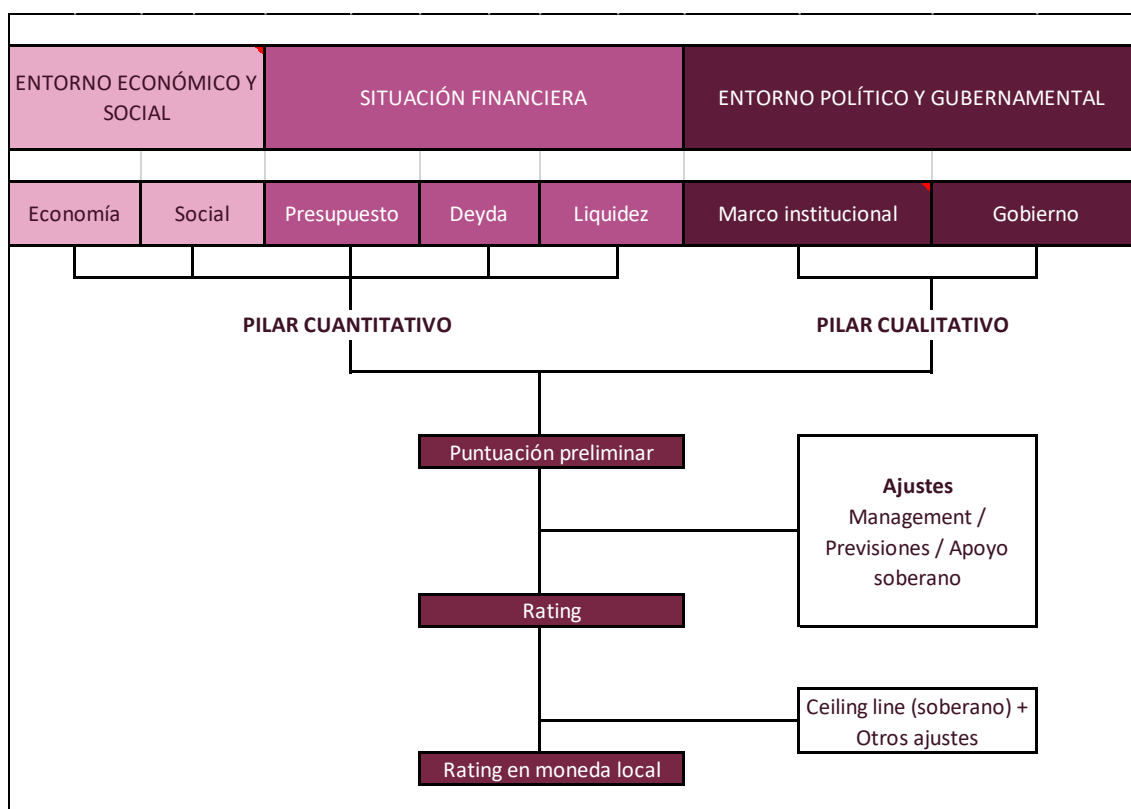 ENTORNO ECONÓMICO Y
SOCIAL
SITUACIÓN FINANCIERA
ENTORNO POLÍTICO Y GUBERNAMENTAL
Economía
Social
Presupuesto
Deyda
Liquidez
Marco institucional
Gobierno
PILAR CUANTITATIVO
PILAR CUALITATIVO
Puntuación preliminar
Ajustes
Management /
Previsiones / Apoyo
soberano
Rating
Ceiling line (soberano) +
Otros ajustes
Rating en moneda local